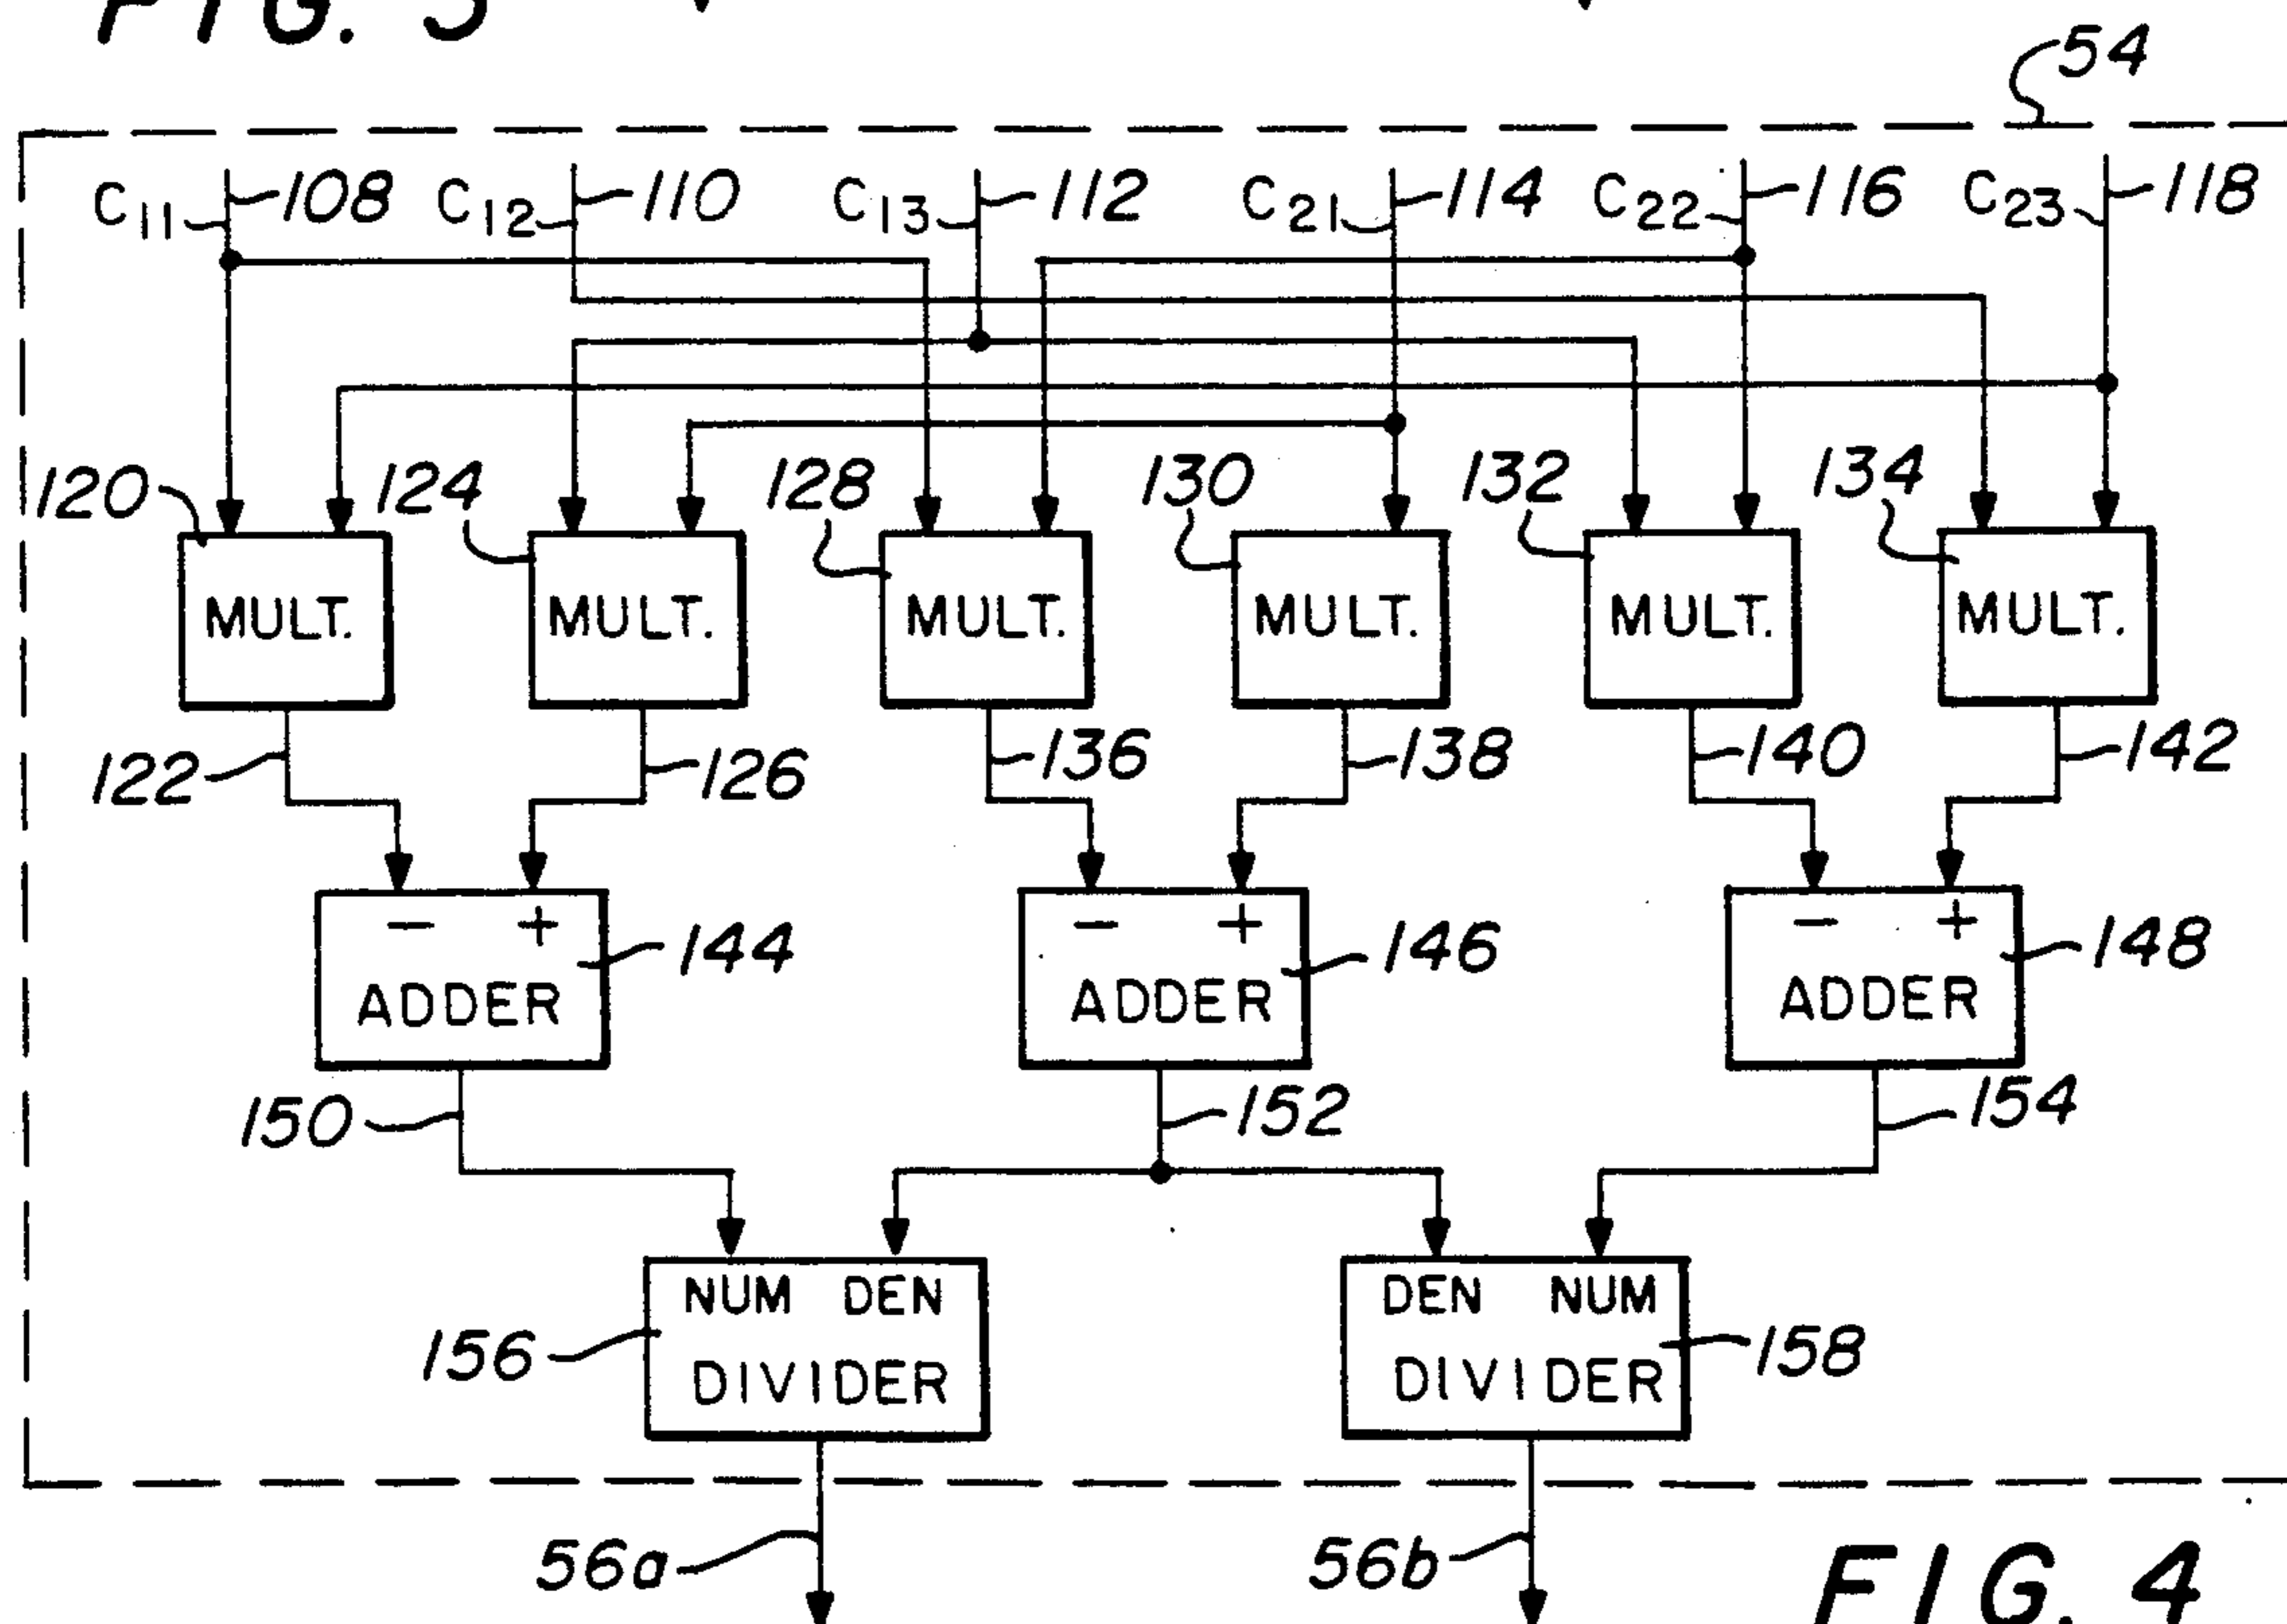 FIG. 3
54
C11 108 C12 110 C13 112 C21 114 C22 116 C23 118
120 124 128 130 132 134
MULT. MULT. MULT. MULT. MULT. MULT.
122 126 136 138 140 142
− + − + − +
144 146 148
ADDER ADDER ADDER
150 152 154
NUM DEN DEN NUM
156 158
DIVIDER DIVIDER
56a 56b
FIG. 4